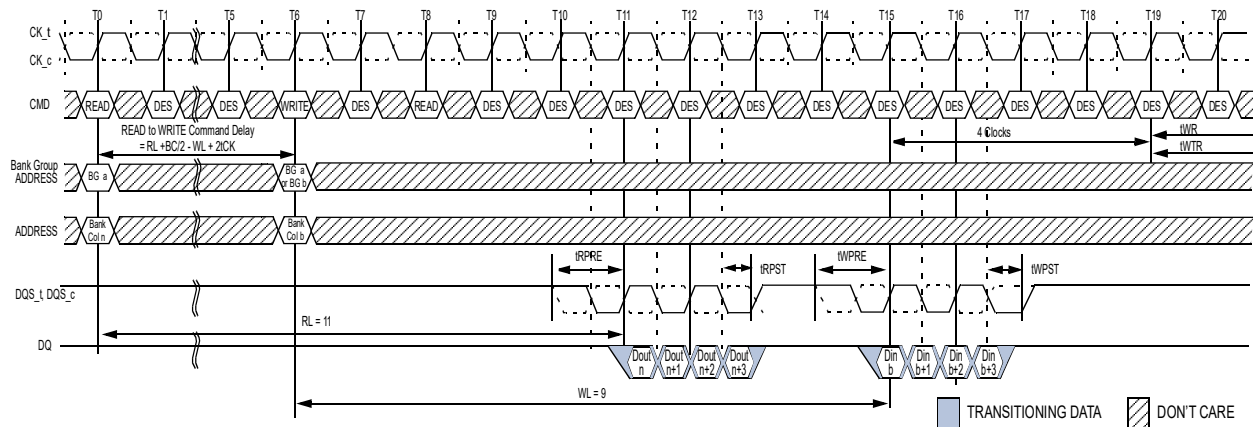 T0 T1 T5 T6 T7 T8 T9 T10 T11 T12 T13 T14 T15 T16 T17 T18 T19 T20
CK_t
CK_c
CMD READ DES DES WRITE DES READ DES DES DES DES DES DES DES DES DES DES DES DES
READ to WRITE Command Delay
= RL +BC/2 - WL + 2tCK
4 Clocks
tWR
tWTR
Bank Group
ADDRESS
BG a
BG a
or BG b
ADDRESS
Bank
Col n
Bank
Col b
tRPRE tRPST tWPRE tWPST
DQS_t, DQS_c
RL = 11
DQ
Dout
n
Dout
n+1
Dout
n+2
Dout
n+3
Din
b
Din
b+1
Din
b+2
Din
b+3
WL = 9
TRANSITIONING DATA
DON'T CARE